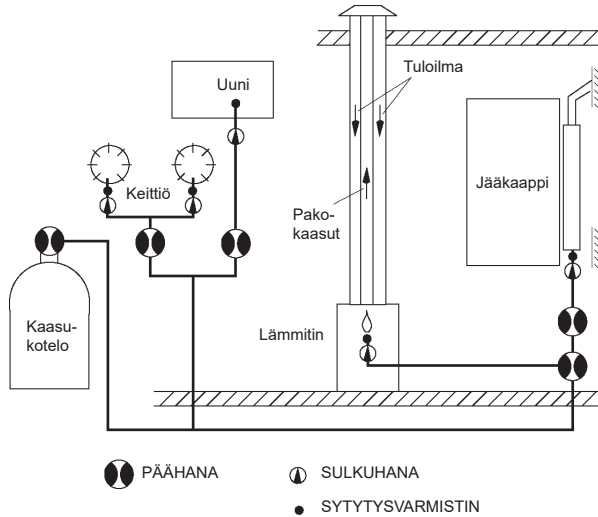 Tuloilma
Uuni
Keittiö
Jääkaappi
Pako-
kaasut
Kaasu-
kotelo
Lämmitin
PÄÄHANA
SULKUHANA
SYTYTYSVARMISTIN